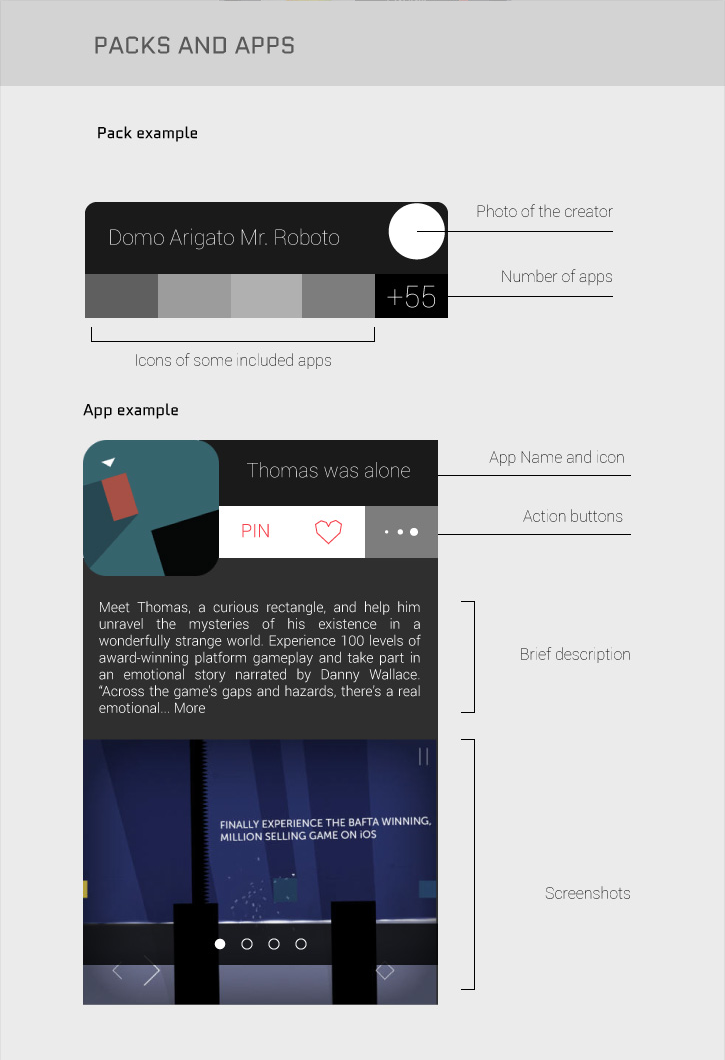 PACKS AND APPS
Pack example
Domo Arigato Mr. Roboto
Photo of the creator
Number of apps
+55
Icons of some included apps
App example
Thomas was alone
App Name and icon
PIN
Action buttons
Meet Thomas, a curious rectangle, and help him
unravel the mysteries of his existence in a
wonderfully strange world. Experience 100 levels of
award-winning platform gameplay and take part in
an emotional story narrated by Danny Wallace.
“Across the game's gaps and hazards, there's a real
emotional... More
Brief description
FINALLY EXPERIENCE THE BAFTA WINNING,
MILLION SELLING GAME ON iOS
Screenshots